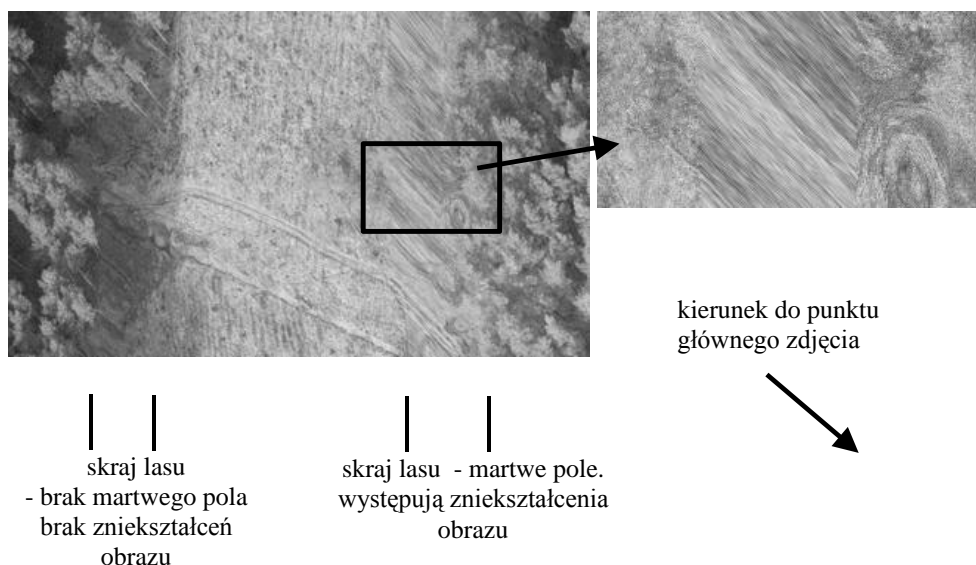 kierunek do punktu
głównego zdjęcia
skraj lasu
- brak martwego pola
brak zniekształceń
obrazu
skraj lasu - martwe pole.
występują zniekształcenia
obrazu